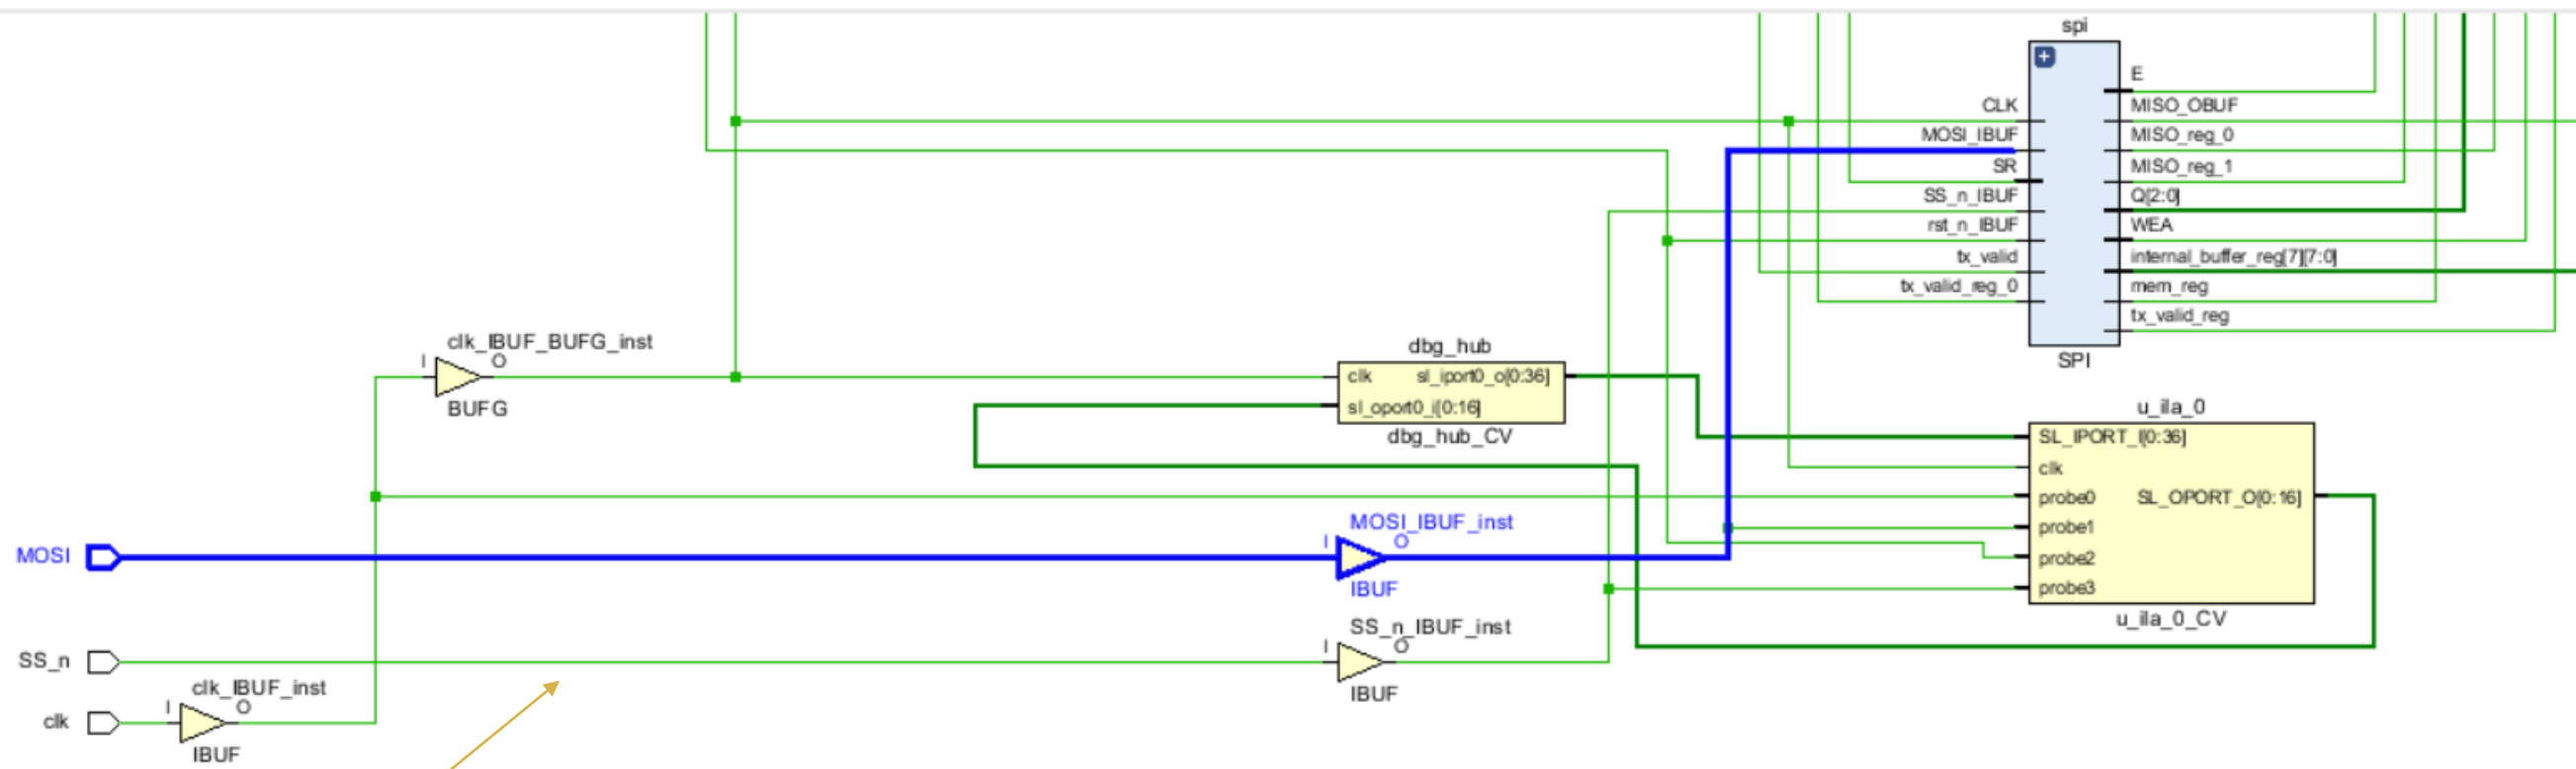 spi
E
CLK
MISO_OBUF
MOSI_IBUF
MISO_reg_0
SR
MISO_reg_1
SS_n_IBUF
Q[2:0]
rst_n_IBUF
WEA
tx_valid
internal_buffer_reg[7][7:0]
tx_valid_reg_0
mem_reg
tx_valid_reg
SPI
clk_IBUF_BUFG_inst
I
O
BUFG
dbg_hub
clk
sl_iport0_o[0:36]
sl_oport0_i[0:16]
dbg_hub_CV
u_ila_0
SL_IPORT_I[0:36]
clk
probe0
SL_OPORT_O[0:16]
probe1
probe2
probe3
u_ila_0_CV
MOSI_IBUF_inst
I
O
MOSI
IBUF
SS_n_IBUF_inst
I
O
SS_n
IBUF
clk_IBUF_inst
I
O
clk
IBUF